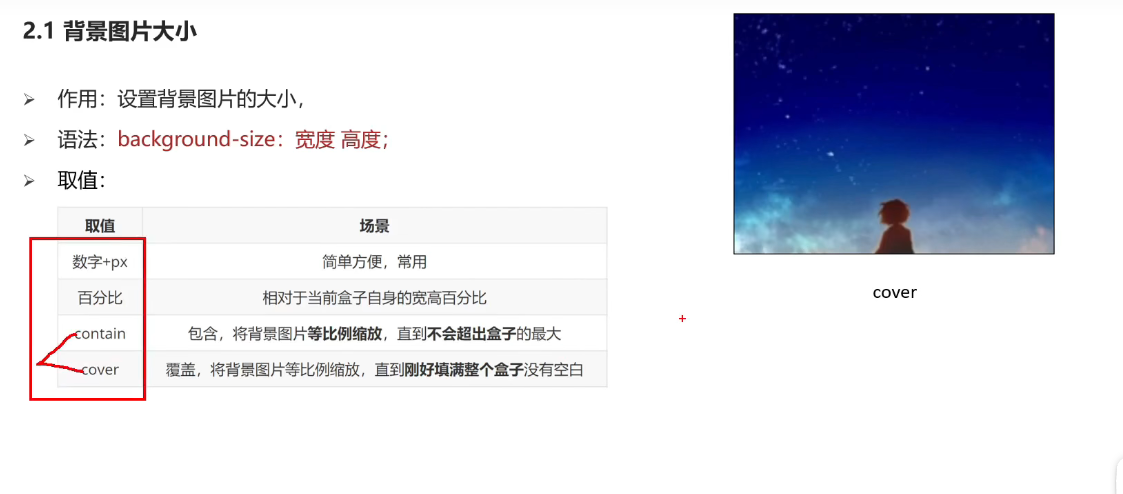 2.1 背景图片大小
作用：设置背景图片的大小，
语法：background-size：宽度 高度；
取值：
取值 场景
数字+px 简单方便，常用
百分比 相对于当前盒子自身的宽高百分比
contain 包含，将背景图片等比例缩放，直到不会超出盒子的最大
cover 覆盖，将背景图片等比例缩放，直到刚好填满整个盒子没有空白
cover